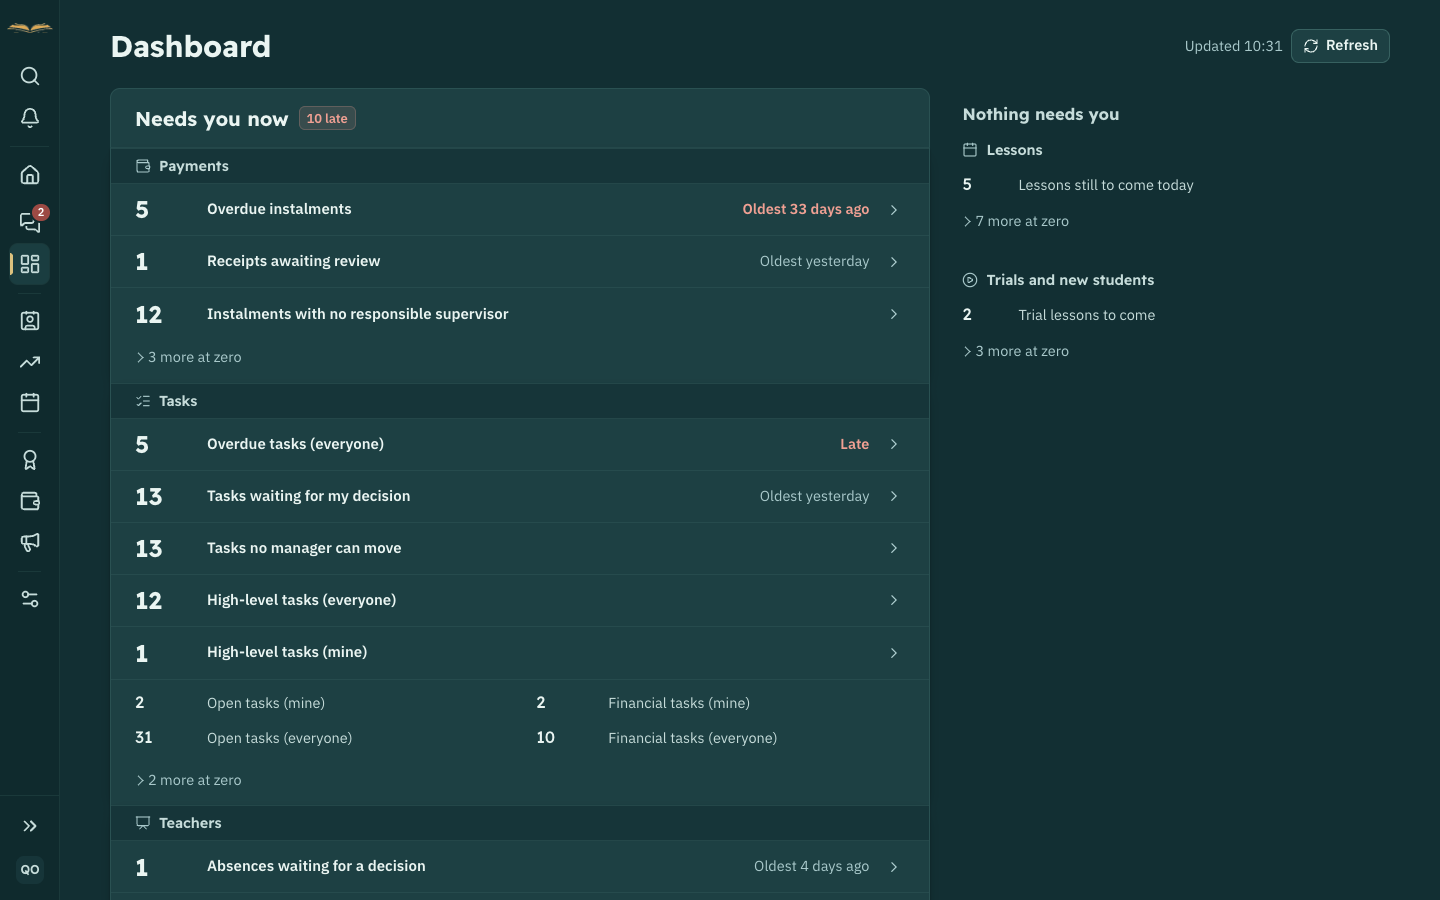 Dashboard
Updated 10:31
Refresh
Needs you now
10 late
Payments
5 Overdue instalments Oldest 33 days ago
1 Receipts awaiting review Oldest yesterday
12 Instalments with no responsible supervisor
3 more at zero
Tasks
5 Overdue tasks (everyone) Late
13 Tasks waiting for my decision Oldest yesterday
13 Tasks no manager can move
12 High-level tasks (everyone)
1 High-level tasks (mine)
2 Open tasks (mine) 2 Financial tasks (mine)
31 Open tasks (everyone) 10 Financial tasks (everyone)
2 more at zero
Teachers
1 Absences waiting for a decision Oldest 4 days ago
Nothing needs you
Lessons
5 Lessons still to come today
7 more at zero
Trials and new students
2 Trial lessons to come
3 more at zero
2
QO